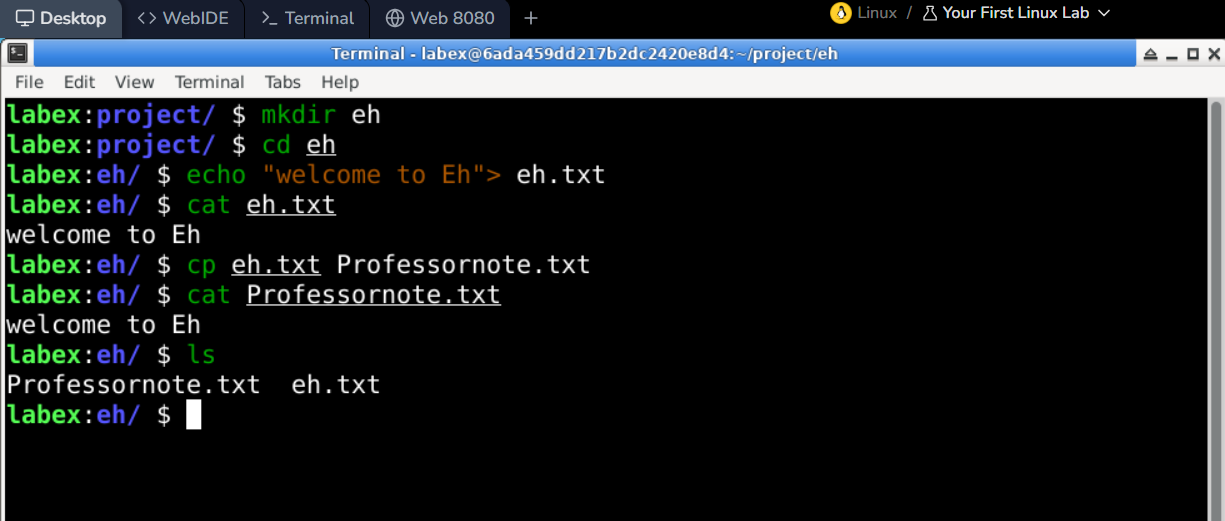 Desktop <> WebIDE >_ Terminal Web 8080 + Linux / Your First Linux Lab
Terminal - labex@6ada459dd217b2dc2420e8d4:~/project/eh
File Edit View Terminal Tabs Help
labex:project/ $ mkdir eh
labex:project/ $ cd eh
labex:eh/ $ echo "welcome to Eh"> eh.txt
labex:eh/ $ cat eh.txt
welcome to Eh
labex:eh/ $ cp eh.txt Professornote.txt
labex:eh/ $ cat Professornote.txt
welcome to Eh
labex:eh/ $ ls
Professornote.txt  eh.txt
labex:eh/ $